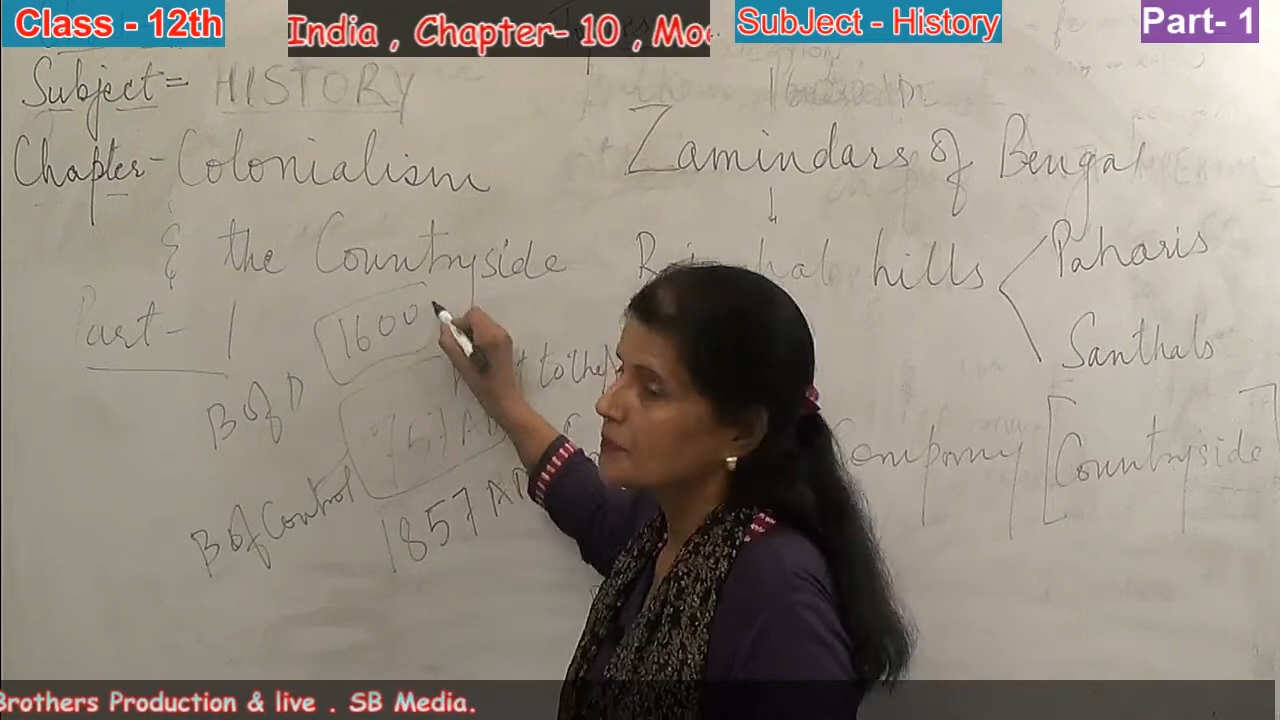 Class - 12th
India , Chapter- 10 , Mod
SubJect - History
Part- 1
Subject= HISTORY
Chapter- Colonialism
& the Countryside
Part- 1
1600
B of D
757 AD
B of Control
1857 AD
Zamindars of Bengal
↓
hills
Paharis
Santhals
to the
Company [Countryside]
Brothers Production & live . SB Media.